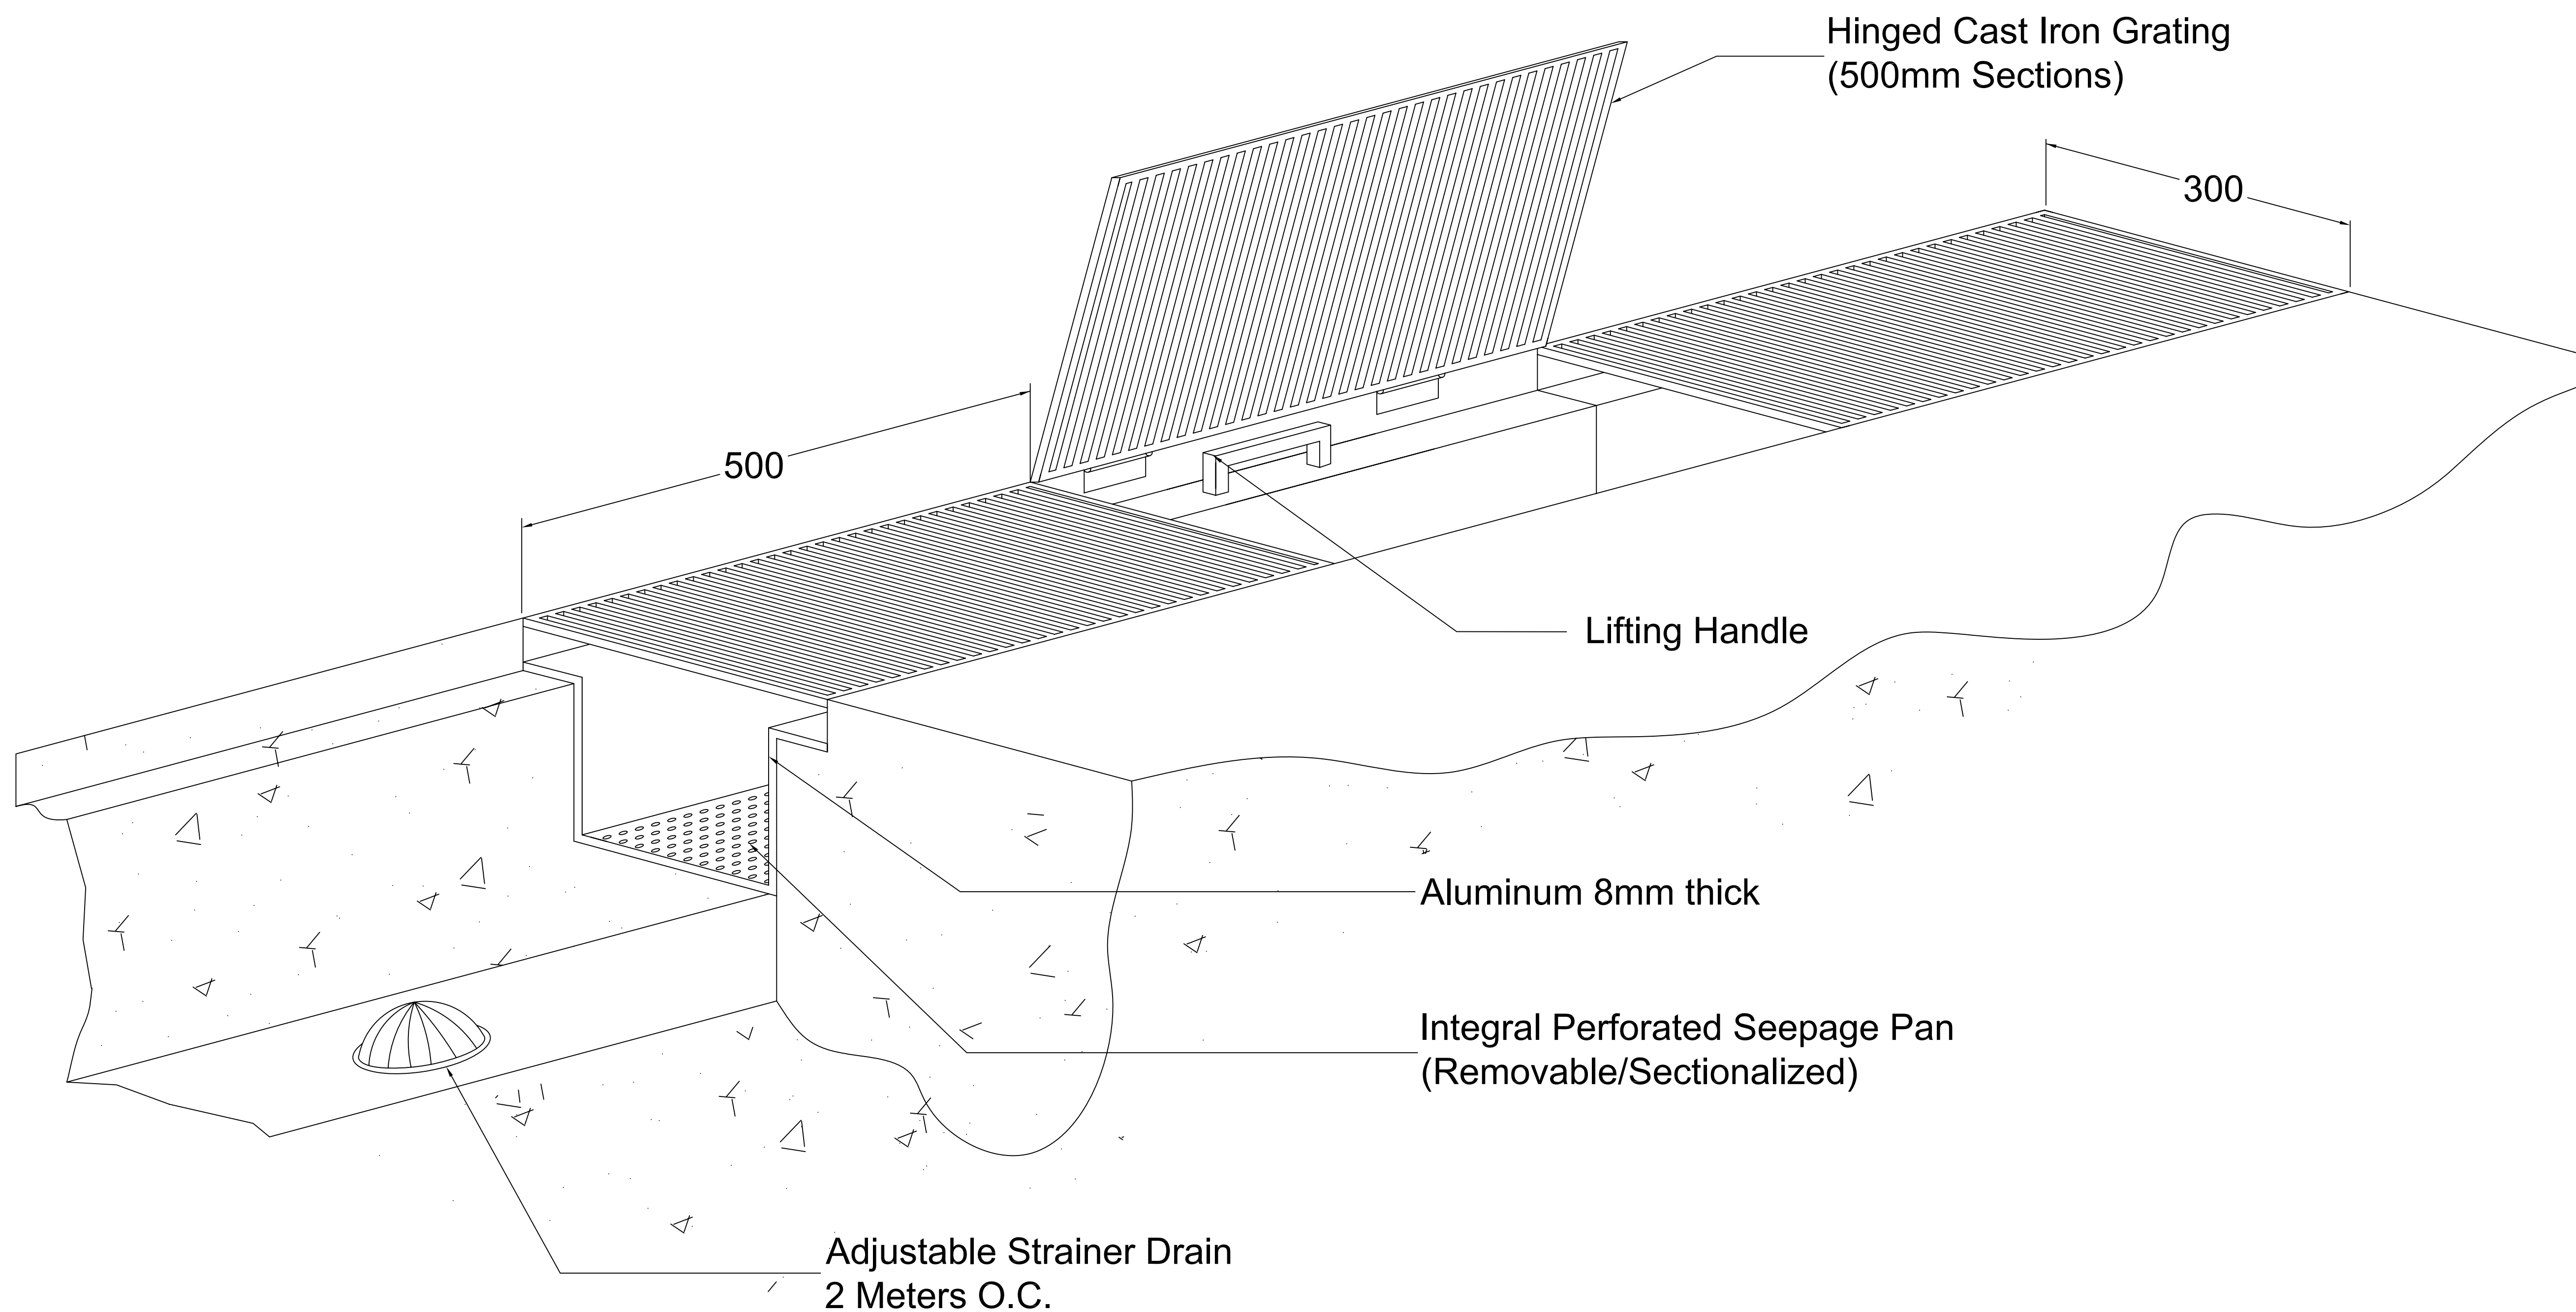 Hinged Cast Iron Grating
(500mm Sections)
300
500
Lifting Handle
Aluminum 8mm thick
Integral Perforated Seepage Pan
(Removable/Sectionalized)
Adjustable Strainer Drain
2 Meters O.C.